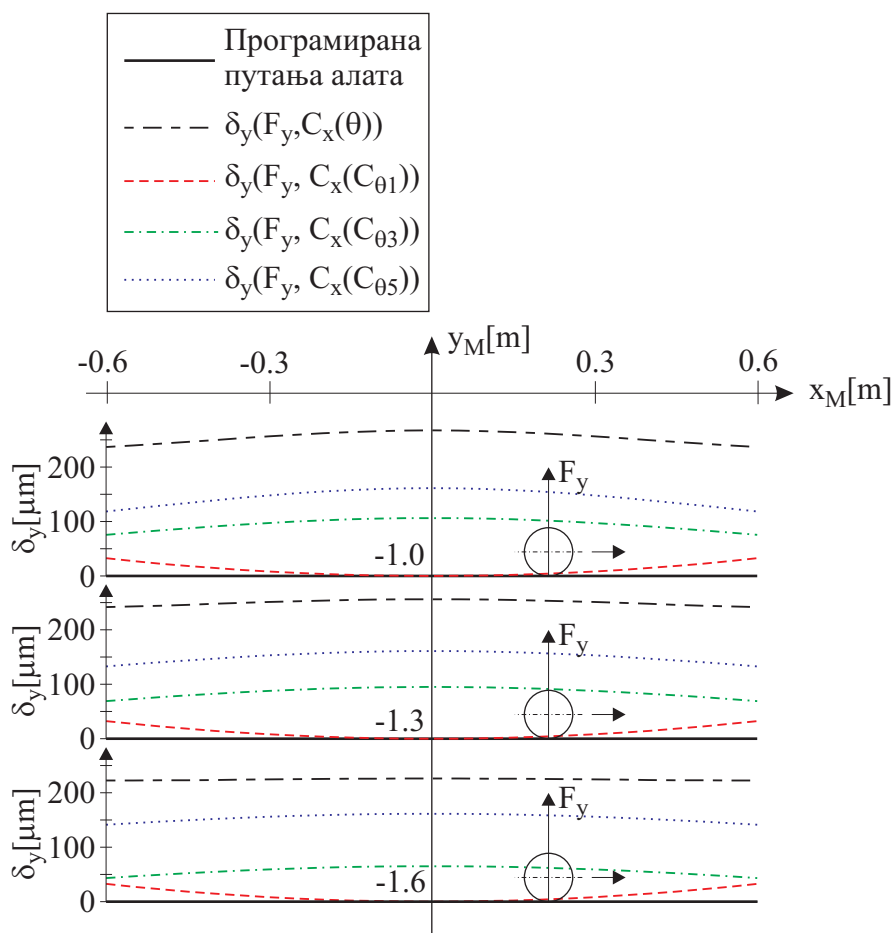 Програмирана
путања алата
δy(Fy,Cx(θ))
δy(Fy, Cx(Cθ1))
δy(Fy, Cx(Cθ3))
δy(Fy, Cx(Cθ5))
yM[m]
-0.6 -0.3 0.3 0.6
xM[m]
δy[μm]
200
100
0
-1.0
Fy
δy[μm]
200
100
0
-1.3
Fy
δy[μm]
200
100
0
-1.6
Fy